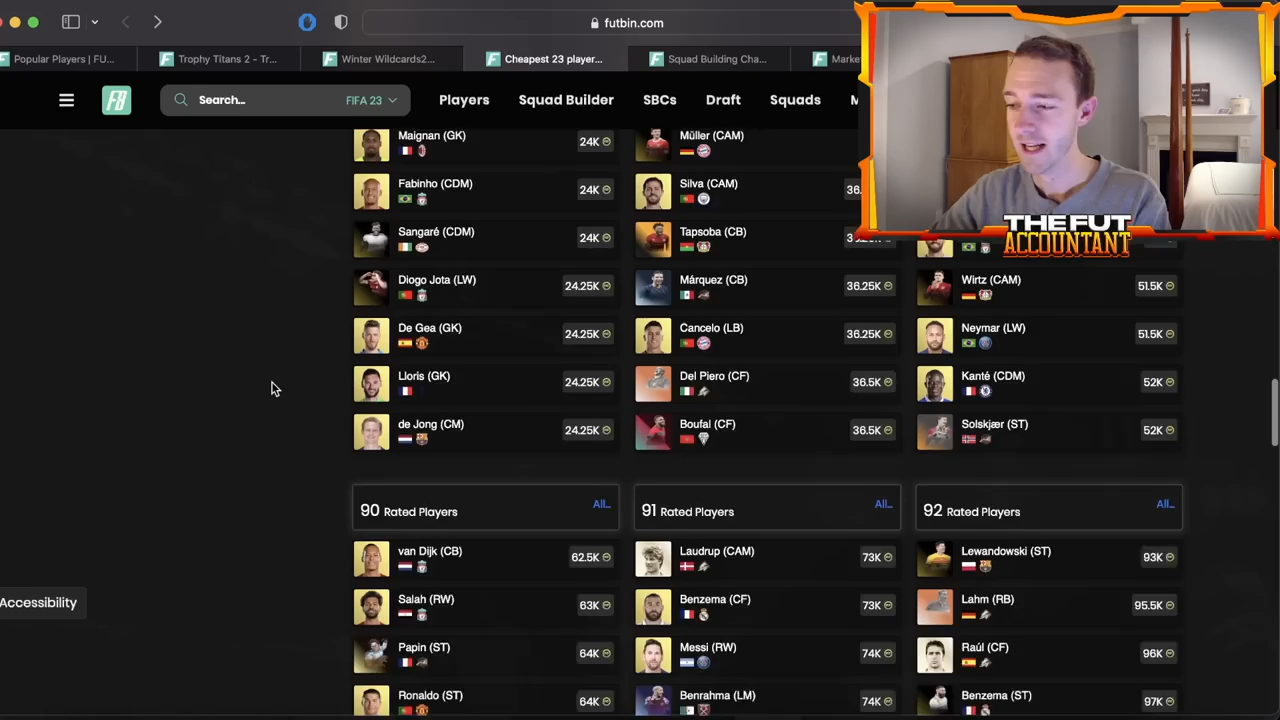 futbin.com
Popular Players | FU...
Trophy Titans 2 - Tr...
Winter Wildcards2...
Cheapest 23 player...
Squad Building Cha...
Search...
FIFA 23
Players
Squad Builder
SBCs
Draft
Squads
THE FUT
ACCOUNTANT
Maignan (GK)
24K
Müller (CAM)
Fabinho (CDM)
24K
Silva (CAM)
Sangaré (CDM)
24K
Tapsoba (CB)
Diogo Jota (LW)
24.25K
Márquez (CB)
36.25K
Wirtz (CAM)
51.5K
De Gea (GK)
24.25K
Cancelo (LB)
36.25K
Neymar (LW)
51.5K
Lloris (GK)
24.25K
Del Piero (CF)
36.5K
Kanté (CDM)
52K
de Jong (CM)
24.25K
Boufal (CF)
36.5K
Solskjær (ST)
52K
90 Rated Players
All...
91 Rated Players
All...
92 Rated Players
All...
van Dijk (CB)
62.5K
Laudrup (CAM)
73K
Lewandowski (ST)
93K
Accessibility
Salah (RW)
63K
Benzema (CF)
73K
Lahm (RB)
95.5K
Papin (ST)
64K
Messi (RW)
74K
Raúl (CF)
96K
Ronaldo (ST)
64K
Benrahma (LM)
74K
Benzema (ST)
97K